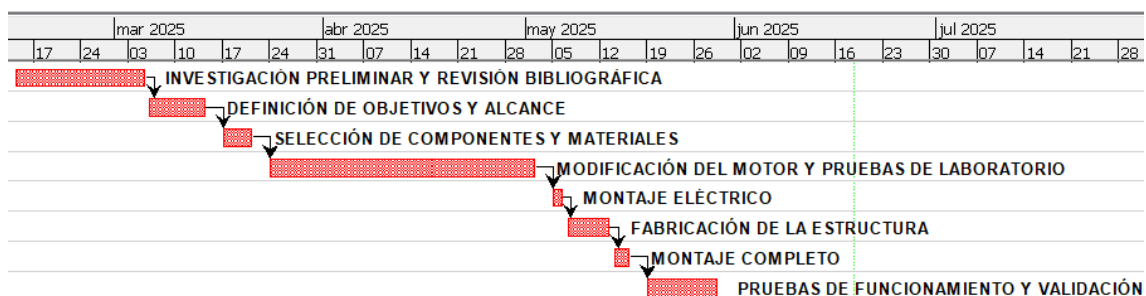 mar 2025 abr 2025 may 2025 jun 2025 jul 2025
17 24 03 10 17 24 31 07 14 21 28 05 12 19 26 02 09 16 23 30 07 14 21 28
INVESTIGACIÓN PRELIMINAR Y REVISIÓN BIBLIOGRÁFICA
DEFINICIÓN DE OBJETIVOS Y ALCANCE
SELECCIÓN DE COMPONENTES Y MATERIALES
MODIFICACIÓN DEL MOTOR Y PRUEBAS DE LABORATORIO
MONTAJE ELÉCTRICO
FABRICACIÓN DE LA ESTRUCTURA
MONTAJE COMPLETO
PRUEBAS DE FUNCIONAMIENTO Y VALIDACIÓN